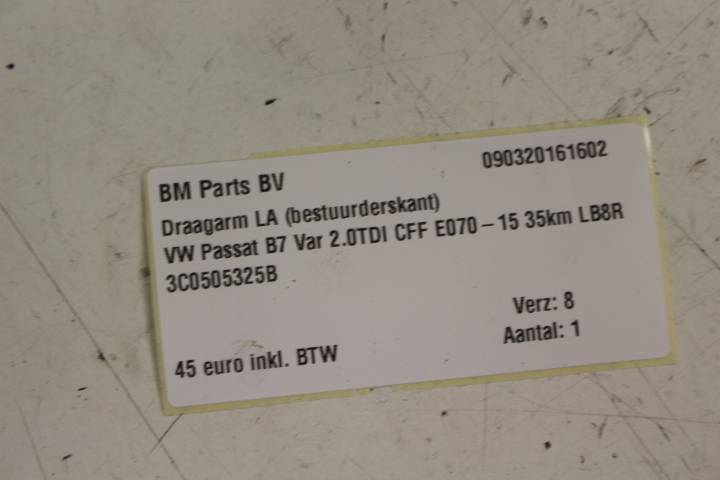 BM Parts BV 090320161602
Draagarm LA (bestuurderskant)
VW Passat B7 Var 2.0TDI CFF E070 – 15 35km LB8R
3C0505325B
Verz: 8
Aantal: 1
45 euro inkl. BTW